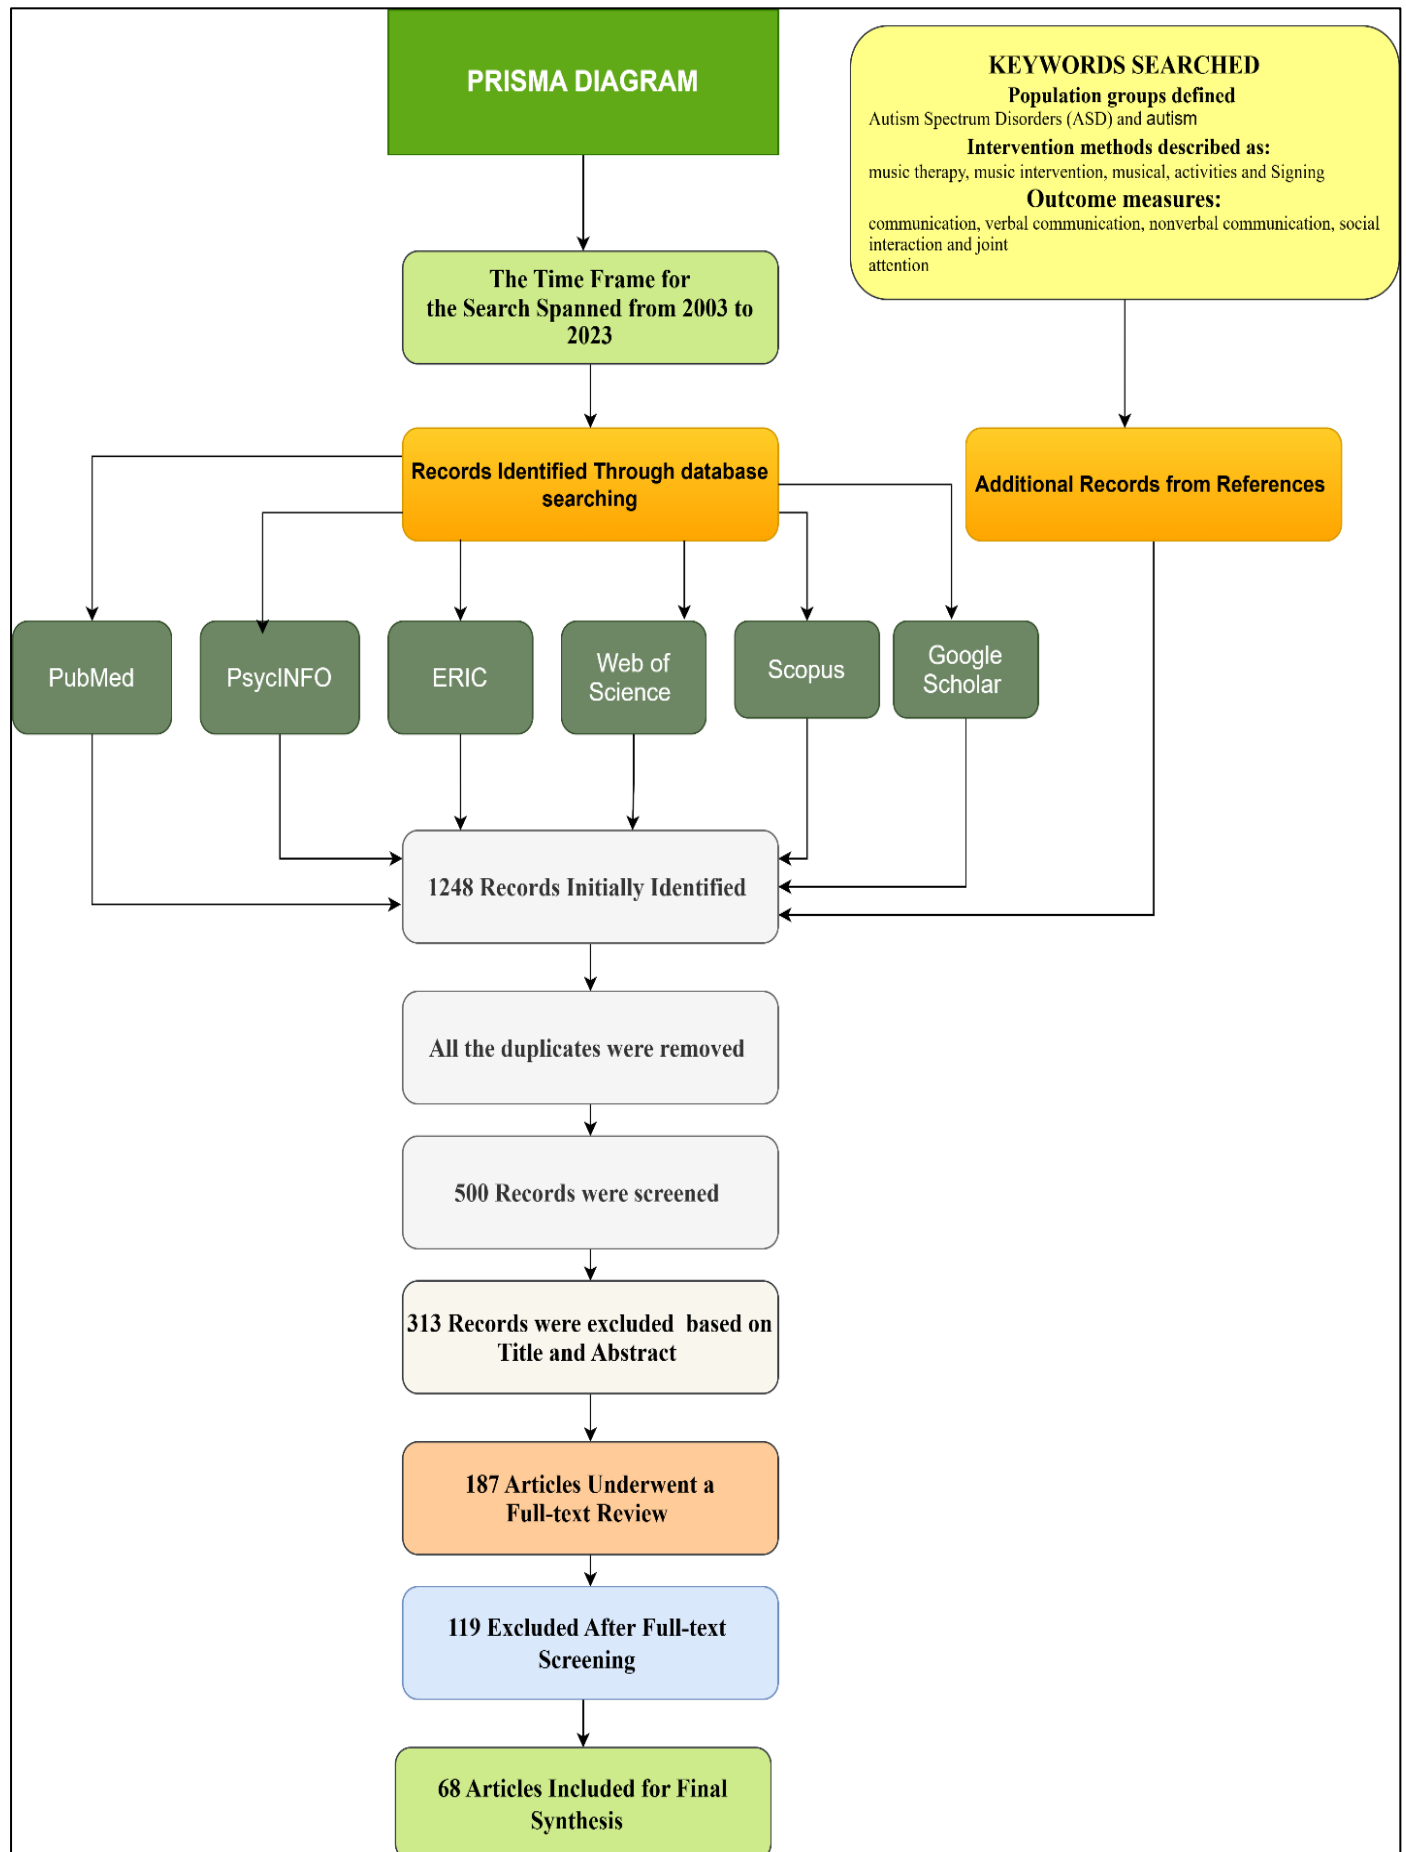 PRISMA DIAGRAM
KEYWORDS SEARCHED
Population groups defined
Autism Spectrum Disorders (ASD) and autism
Intervention methods described as:
music therapy, music intervention, musical, activities and Signing
Outcome measures:
communication, verbal communication, nonverbal communication, social
interaction and joint
attention
The Time Frame for
the Search Spanned from 2003 to
2023
Records Identified Through database
searching
Additional Records from References
PubMed
PsycINFO
ERIC
Web of
Science
Scopus
Google
Scholar
1248 Records Initially Identified
All the duplicates were removed
500 Records were screened
313 Records were excluded based on
Title and Abstract
187 Articles Underwent a
Full-text Review
119 Excluded After Full-text
Screening
68 Articles Included for Final
Synthesis